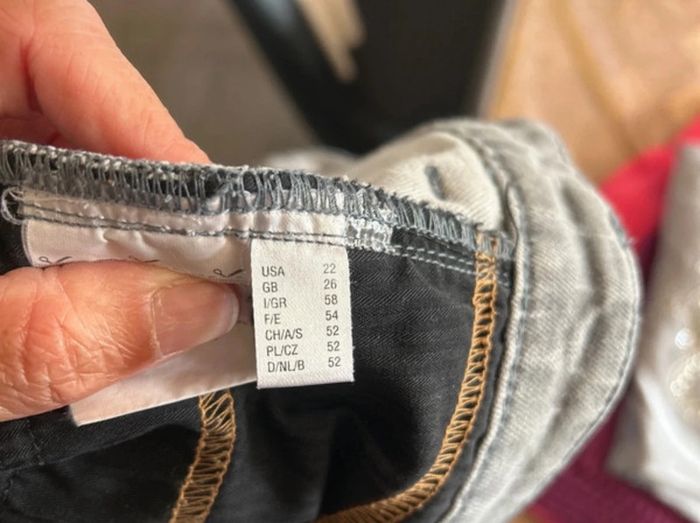 USA 22
GB 26
I/GR 58
F/E 54
CH/A/S 52
PL/CZ 52
D/NL/B 52